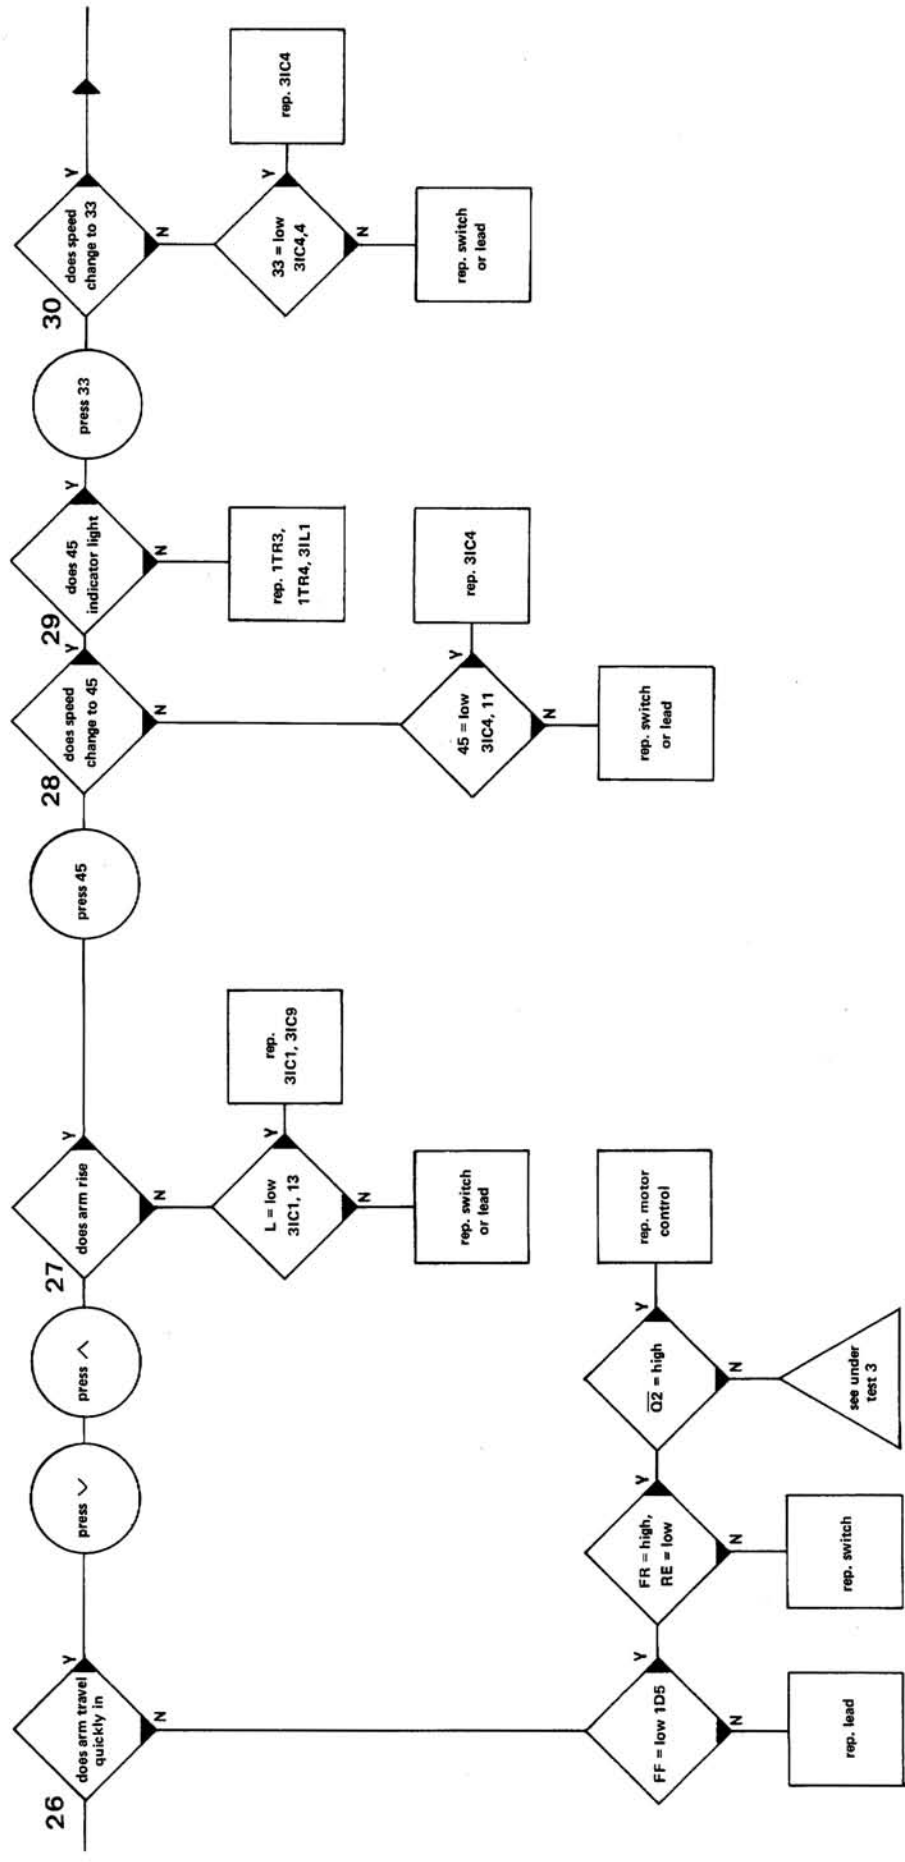 26
does arm travel
quickly in
Y
N
FF = low 1D5
Y
N
rep. lead
FR = high,
RE = low
Y
N
rep. switch
Q2 = high
Y
N
see under
test 3
rep. motor
control
press ∨
press ∧
27
does arm rise
Y
N
L = low
3IC1, 13
Y
N
rep.
3IC1, 3IC9
rep. switch
or lead
press 45
28
does speed
change to 45
Y
N
45 = low
3IC4, 11
Y
N
rep. 3IC4
rep. switch
or lead
29
does 45
indicator light
Y
N
rep. 1TR3,
1TR4, 3IL1
press 33
30
does speed
change to 33
Y
N
33 = low
3IC4,4
Y
N
rep. 3IC4
rep. switch
or lead